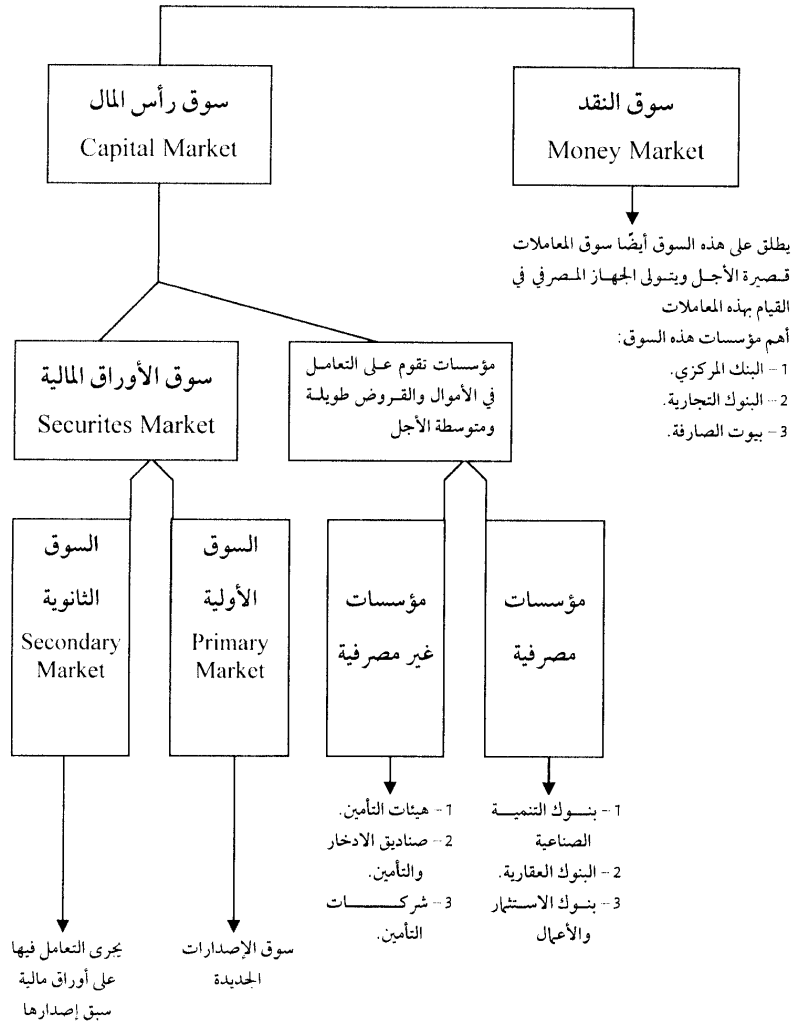 سوق النقد
Money Market
يطلق على هذه السوق أيضًا سوق المعاملات
قصيرة الأجل ويتولى الجهاز المصرفي في
القيام بهذه المعاملات
أهم مؤسسات هذه السوق:
1- البنك المركزي.
2- البنوك التجارية.
3- بيوت الصارفة.
سوق رأس المال
Capital Market
مؤسسات تقوم على التعامل
في الأموال والقروض طويلة
ومتوسطة الأجل
سوق الأوراق المالية
Securites Market
مؤسسات
مصرفية
مؤسسات
غير مصرفية
السوق
الأولية
Primary
Market
السوق
الثانوية
Secondary
Market
1- بنوك التنمية
الصناعية
2- البنوك العقارية.
3- بنوك الاستثمار
والأعمال
1- هيئات التأمين.
2- صناديق الادخار
والتأمين.
3- شركات
التأمين.
سوق الإصدارات
الجديدة
يجرى التعامل فيها
على أوراق مالية
سبق إصدارها